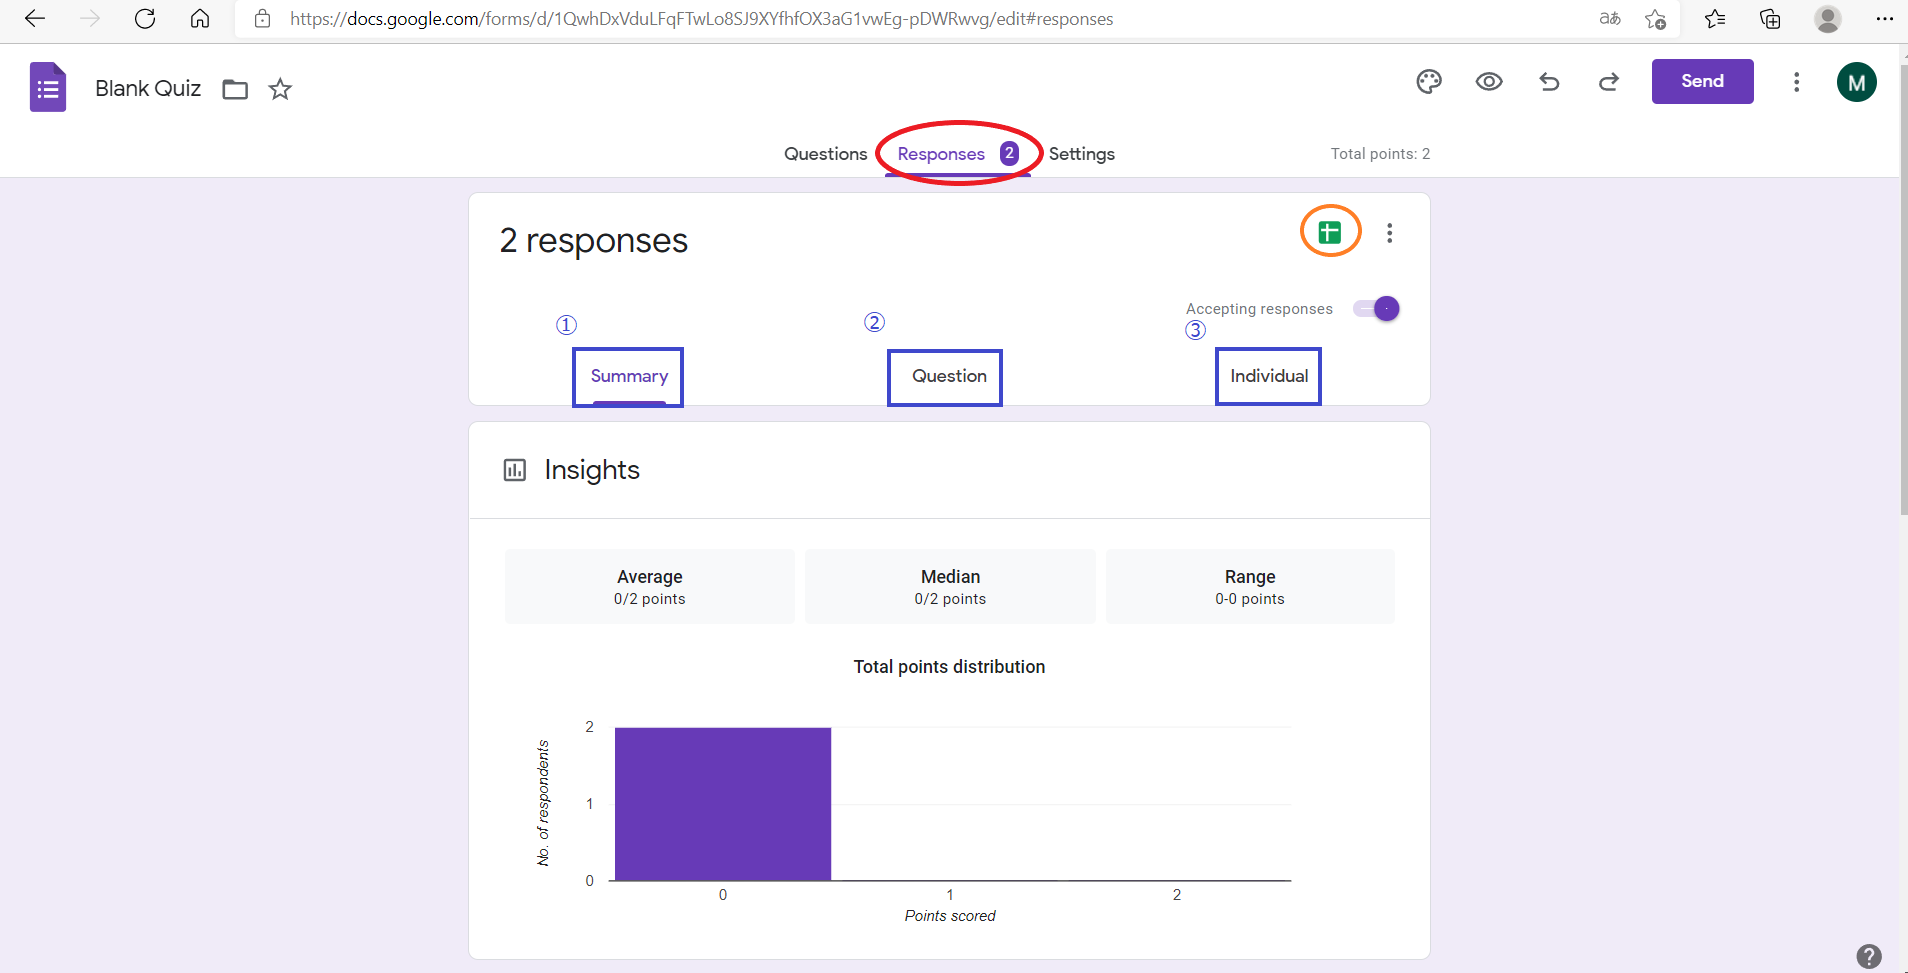 https://docs.google.com/forms/d/1QwhDxVduLFqFTwLo8SJ9XYfhfOX3aG1vwEg-pDWRwvg/edit#responses
aあ
Blank Quiz
Send
M
Questions
Responses 2
Settings
Total points: 2
2 responses
Accepting responses
① ② ③
Summary
Question
Individual
Insights
Average
0/2 points
Median
0/2 points
Range
0-0 points
Total points distribution
No. of respondents
2
1
0
0 1 2
Points scored
?